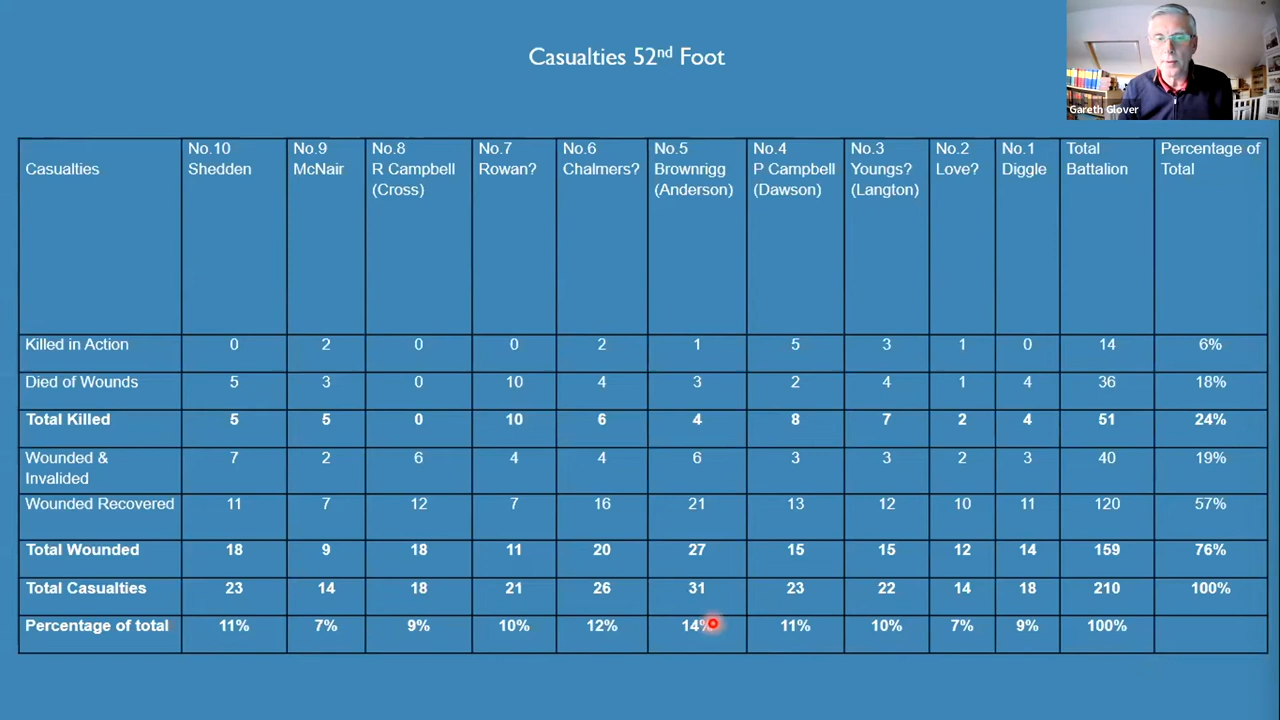 Casualties 52nd Foot
Gareth Glover
Casualties No.10 Shedden No.9 McNair No.8 R Campbell (Cross) No.7 Rowan? No.6 Chalmers? No.5 Brownrigg (Anderson) No.4 P Campbell (Dawson) No.3 Youngs? (Langton) No.2 Love? No.1 Diggle Total Battalion Percentage of Total
Killed in Action 0 2 0 0 2 1 5 3 1 0 14 6%
Died of Wounds 5 3 0 10 4 3 2 4 1 4 36 18%
Total Killed 5 5 0 10 6 4 8 7 2 4 51 24%
Wounded & Invalided 7 2 6 4 4 6 3 3 2 3 40 19%
Wounded Recovered 11 7 12 7 16 21 13 12 10 11 120 57%
Total Wounded 18 9 18 11 20 27 15 15 12 14 159 76%
Total Casualties 23 14 18 21 26 31 23 22 14 18 210 100%
Percentage of total 11% 7% 9% 10% 12% 14% 11% 10% 7% 9% 100%